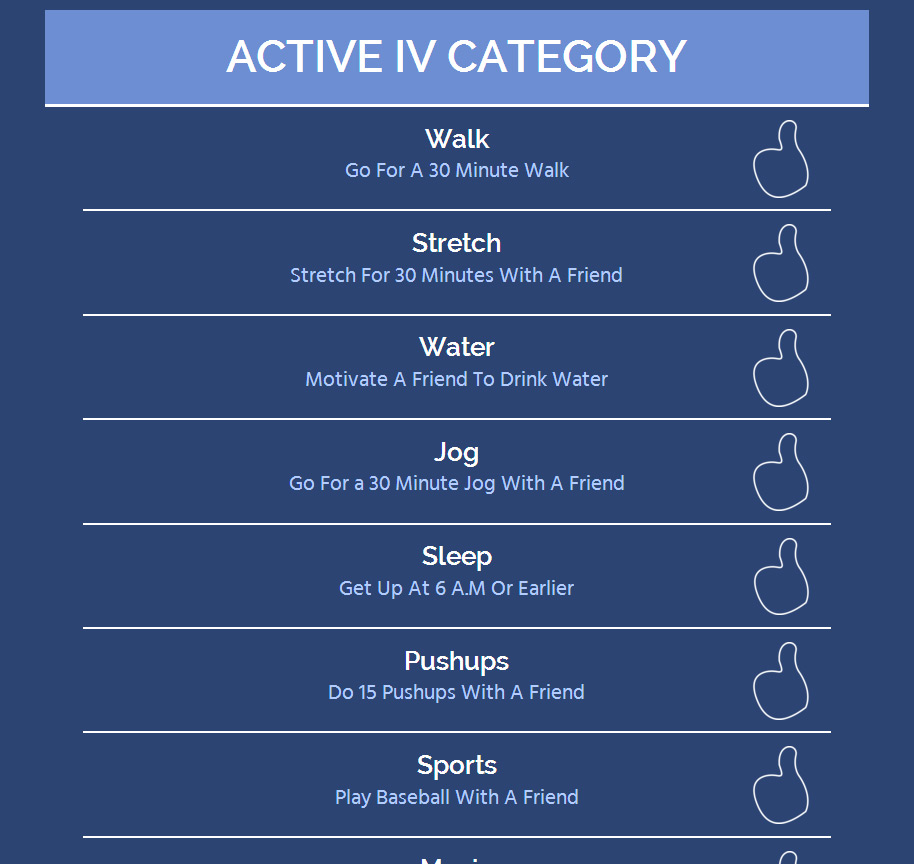 ACTIVE IV CATEGORY
Walk
Go For A 30 Minute Walk
Stretch
Stretch For 30 Minutes With A Friend
Water
Motivate A Friend To Drink Water
Jog
Go For a 30 Minute Jog With A Friend
Sleep
Get Up At 6 A.M Or Earlier
Pushups
Do 15 Pushups With A Friend
Sports
Play Baseball With A Friend